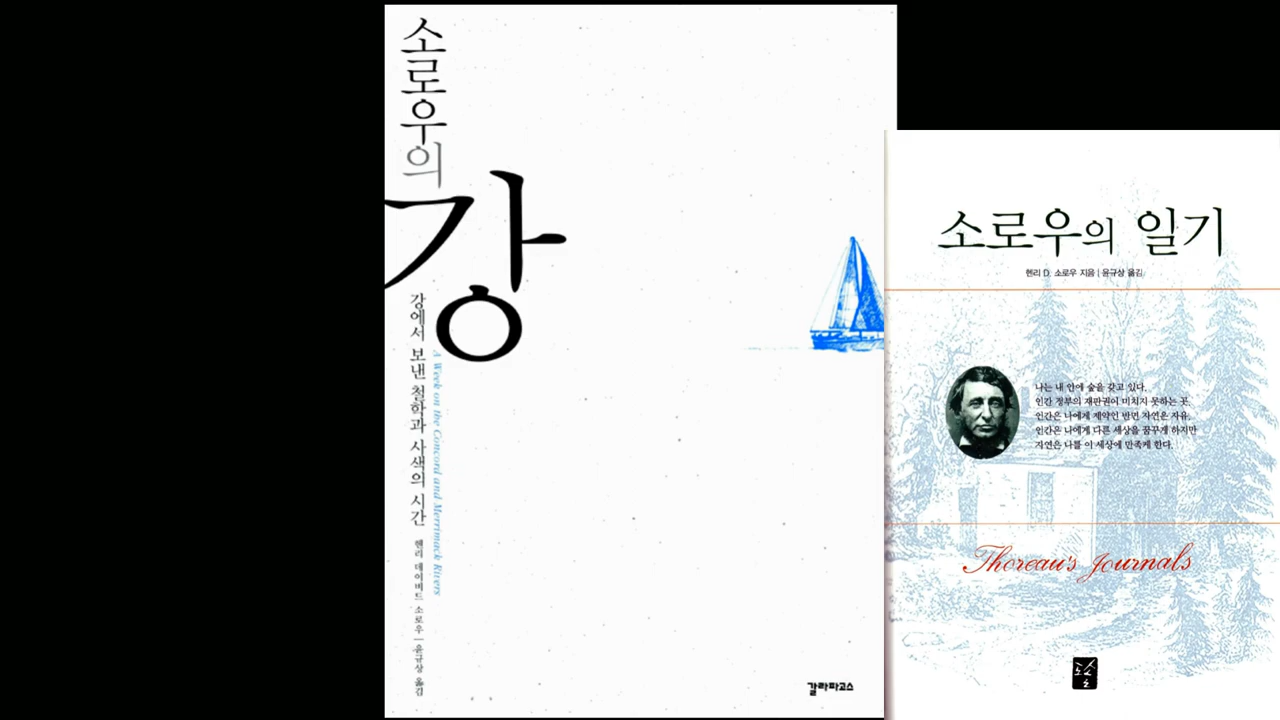 소로우의
강
강에서 보낸 철학과 사색의 시간
A Week on the Concord and Merrimack Rivers
헨리 데이비드 소로우 | 윤규상 옮김
갈라파고스
소로우의 일기
헨리 D. 소로우 지음 | 윤규상 옮김
나는 내 안에 숲을 갖고 있다.
인간 정부의 재판권이 미치지 못하는 곳.
인간은 나에게 제약인 반면 자연은 자유.
인간은 나에게 다른 세상을 꿈꾸게 하지만
자연은 나를 이 세상에 만족케 한다.
Thoreau's Journals
도솔